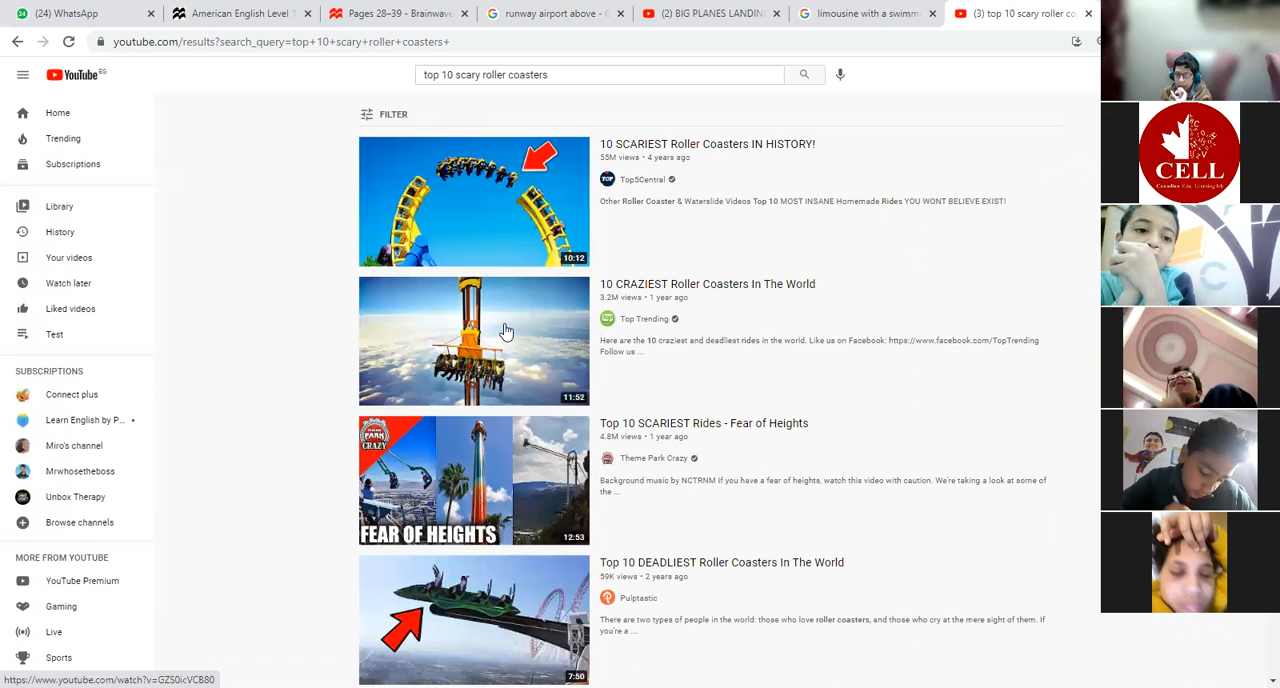 (24) WhatsApp
American English Level 1
Pages 28–39 - Brainwave
runway airport above - G
(2) BIG PLANES LANDIN
limousine with a swimm
(3) top 10 scary roller co
youtube.com/results?search_query=top+10+scary+roller+coasters+
YouTube EG
top 10 scary roller coasters
Home
Trending
Subscriptions
Library
History
Your videos
Watch later
Liked videos
Test
SUBSCRIPTIONS
Connect plus
Learn English by P...
Miro's channel
Mrwhosetheboss
Unbox Therapy
Browse channels
MORE FROM YOUTUBE
YouTube Premium
Gaming
Live
Sports
https://www.youtube.com/watch?v=GZS0icVCB80
FILTER
10:12
10 SCARIEST Roller Coasters IN HISTORY!
55M views • 4 years ago
TOP5
Top5Central
Other Roller Coaster & Waterslide Videos Top 10 MOST INSANE Homemade Rides YOU WONT BELIEVE EXIST!
11:52
10 CRAZIEST Roller Coasters In The World
3.2M views • 1 year ago
Top Trending
Here are the 10 craziest and deadliest rides in the world. Like us on Facebook: https://www.facebook.com/TopTrending
Follow us ...
PARK
CRAZY
FEAR OF HEIGHTS
12:53
Top 10 SCARIEST Rides - Fear of Heights
4.8M views • 1 year ago
Theme Park Crazy
Background music by NCTRNM If you have a fear of heights, watch this video with caution. We're taking a look at some of
the ...
7:50
Top 10 DEADLIEST Roller Coasters In The World
59K views • 2 years ago
Pulptastic
There are two types of people in the world: those who love roller coasters, and those who cry at the mere sight of them. If
you're a ...
CELL